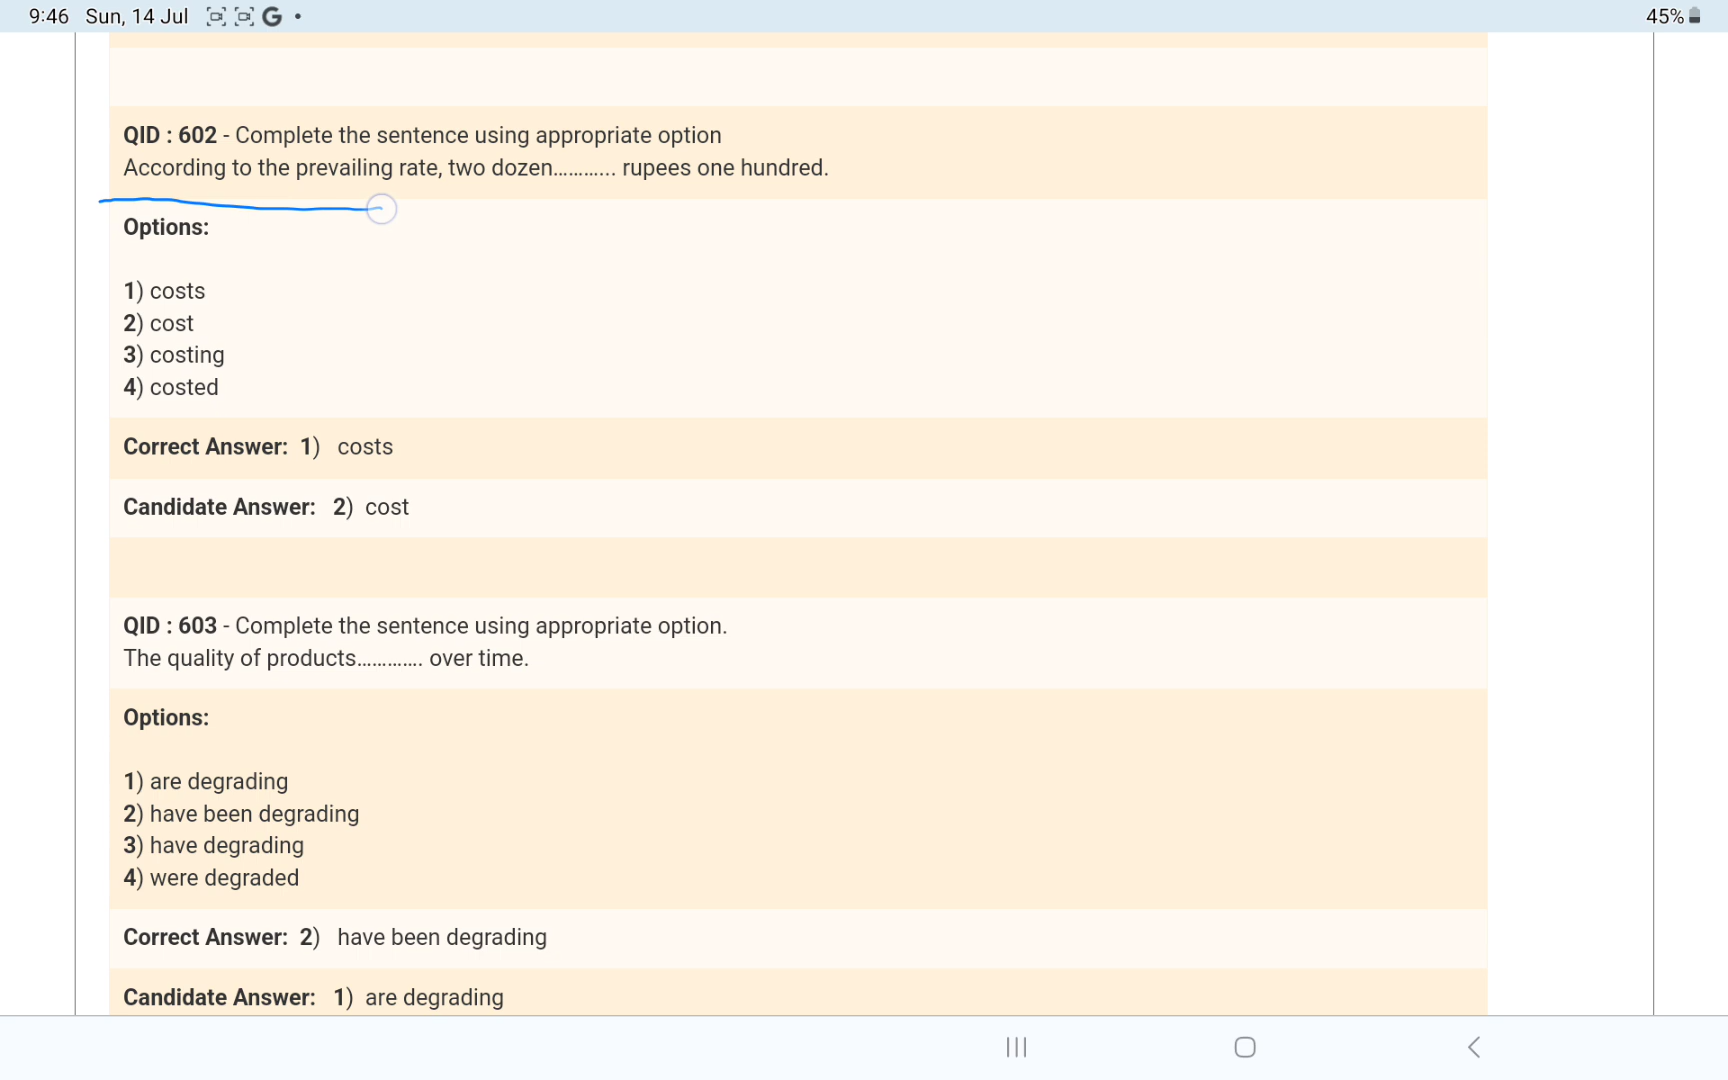 9:46 Sun, 14 Jul G •
45%
QID : 602 - Complete the sentence using appropriate option
According to the prevailing rate, two dozen............ rupees one hundred.
Options:
1) costs
2) cost
3) costing
4) costed
Correct Answer: 1) costs
Candidate Answer: 2) cost
QID : 603 - Complete the sentence using appropriate option.
The quality of products............. over time.
Options:
1) are degrading
2) have been degrading
3) have degrading
4) were degraded
Correct Answer: 2) have been degrading
Candidate Answer: 1) are degrading